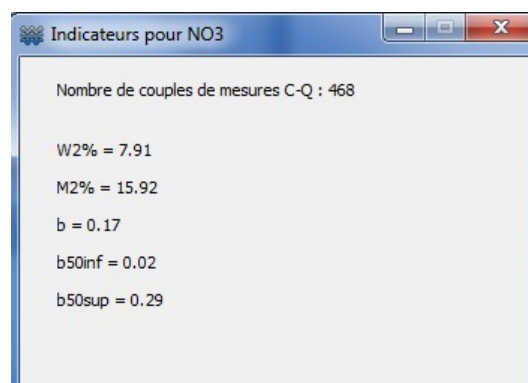 Indicateurs pour NO3
Nombre de couples de mesures C-Q : 468
W2% = 7.91
M2% = 15.92
b = 0.17
b50inf = 0.02
b50sup = 0.29